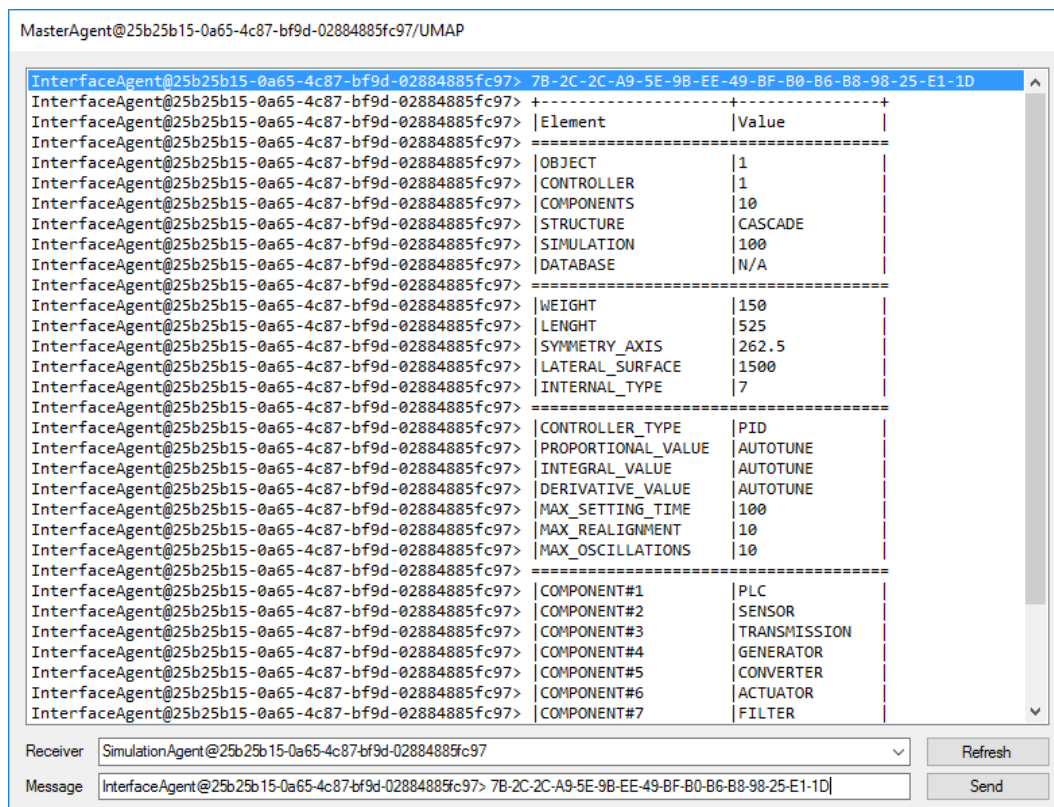 MasterAgent@25b25b15-0a65-4c87-bf9d-02884885fc97/UMAP
InterfaceAgent@25b25b15-0a65-4c87-bf9d-02884885fc97> 7B-2C-2C-A9-5E-9B-EE-49-BF-B0-B6-B8-98-25-E1-1D
InterfaceAgent@25b25b15-0a65-4c87-bf9d-02884885fc97> +--------------------+---------------+
InterfaceAgent@25b25b15-0a65-4c87-bf9d-02884885fc97> |Element |Value |
InterfaceAgent@25b25b15-0a65-4c87-bf9d-02884885fc97> ======================================
InterfaceAgent@25b25b15-0a65-4c87-bf9d-02884885fc97> |OBJECT |1 |
InterfaceAgent@25b25b15-0a65-4c87-bf9d-02884885fc97> |CONTROLLER |1 |
InterfaceAgent@25b25b15-0a65-4c87-bf9d-02884885fc97> |COMPONENTS |10 |
InterfaceAgent@25b25b15-0a65-4c87-bf9d-02884885fc97> |STRUCTURE |CASCADE |
InterfaceAgent@25b25b15-0a65-4c87-bf9d-02884885fc97> |SIMULATION |100 |
InterfaceAgent@25b25b15-0a65-4c87-bf9d-02884885fc97> |DATABASE |N/A |
InterfaceAgent@25b25b15-0a65-4c87-bf9d-02884885fc97> ======================================
InterfaceAgent@25b25b15-0a65-4c87-bf9d-02884885fc97> |WEIGHT |150 |
InterfaceAgent@25b25b15-0a65-4c87-bf9d-02884885fc97> |LENGHT |525 |
InterfaceAgent@25b25b15-0a65-4c87-bf9d-02884885fc97> |SYMMETRY_AXIS |262.5 |
InterfaceAgent@25b25b15-0a65-4c87-bf9d-02884885fc97> |LATERAL_SURFACE |1500 |
InterfaceAgent@25b25b15-0a65-4c87-bf9d-02884885fc97> |INTERNAL_TYPE |7 |
InterfaceAgent@25b25b15-0a65-4c87-bf9d-02884885fc97> ======================================
InterfaceAgent@25b25b15-0a65-4c87-bf9d-02884885fc97> |CONTROLLER_TYPE |PID |
InterfaceAgent@25b25b15-0a65-4c87-bf9d-02884885fc97> |PROPORTIONAL_VALUE |AUTOTUNE |
InterfaceAgent@25b25b15-0a65-4c87-bf9d-02884885fc97> |INTEGRAL_VALUE |AUTOTUNE |
InterfaceAgent@25b25b15-0a65-4c87-bf9d-02884885fc97> |DERIVATIVE_VALUE |AUTOTUNE |
InterfaceAgent@25b25b15-0a65-4c87-bf9d-02884885fc97> |MAX_SETTING_TIME |100 |
InterfaceAgent@25b25b15-0a65-4c87-bf9d-02884885fc97> |MAX_REALIGNMENT |10 |
InterfaceAgent@25b25b15-0a65-4c87-bf9d-02884885fc97> |MAX_OSCILLATIONS |10 |
InterfaceAgent@25b25b15-0a65-4c87-bf9d-02884885fc97> ======================================
InterfaceAgent@25b25b15-0a65-4c87-bf9d-02884885fc97> |COMPONENT#1 |PLC |
InterfaceAgent@25b25b15-0a65-4c87-bf9d-02884885fc97> |COMPONENT#2 |SENSOR |
InterfaceAgent@25b25b15-0a65-4c87-bf9d-02884885fc97> |COMPONENT#3 |TRANSMISSION |
InterfaceAgent@25b25b15-0a65-4c87-bf9d-02884885fc97> |COMPONENT#4 |GENERATOR |
InterfaceAgent@25b25b15-0a65-4c87-bf9d-02884885fc97> |COMPONENT#5 |CONVERTER |
InterfaceAgent@25b25b15-0a65-4c87-bf9d-02884885fc97> |COMPONENT#6 |ACTUATOR |
InterfaceAgent@25b25b15-0a65-4c87-bf9d-02884885fc97> |COMPONENT#7 |FILTER |
Receiver SimulationAgent@25b25b15-0a65-4c87-bf9d-02884885fc97 Refresh
Message InterfaceAgent@25b25b15-0a65-4c87-bf9d-02884885fc97> 7B-2C-2C-A9-5E-9B-EE-49-BF-B0-B6-B8-98-25-E1-1D Send